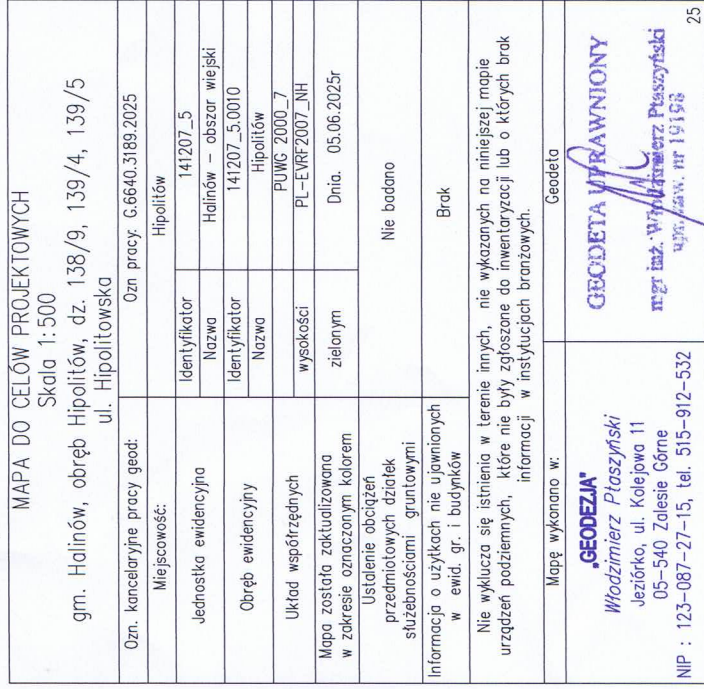 MAPA DO CELÓW PROJEKTOWYCH
Skala 1:500
gm. Halinów, obręb Hipolitów, dz. 138/9, 139/4, 139/5
ul. Hipolitowska
Ozn. kancelaryjne pracy geod: Ozn pracy: G.6640.3189.2025
Miejscowość: Hipolitów
Jednostka ewidencyjna
Identyfikator 141207_5
Nazwa Halinów – obszar wiejski
Obręb ewidencyjny
Identyfikator 141207_5.0010
Nazwa Hipolitów
Układ współrzędnych
PUWG 2000_7
wysokości PL–EVRF2007_NH
Mapa została zaktualizowana
w zakresie oznaczonym kolorem
zielonym Dnia. 05.06.2025r
Ustalenie obciążeń
przedmiotowych działek
służebnościami gruntowymi
Nie badano
Informacja o użytkach nie ujawnionych
w ewid. gr. i budynków
Brak
Nie wyklucza się istnienia w terenie innych, nie wykazanych na niniejszej mapie
urządzeń podziemnych, które nie były zgłoszone do inwentaryzacji lub o których brak
informacji w instytucjach branżowych.
Mapę wykonano w:
„GEODEZJA"
Włodzimierz Ptaszyński
Jeziórko, ul. Kolejowa 11
05–540 Zalesie Górne
NIP : 123–087–27–15, tel. 515–912–532
Geodeta
GEODETA UPRAWNIONY
mgr inż. Włodzimierz Ptaszyński
upr. zaw. nr 19198
25